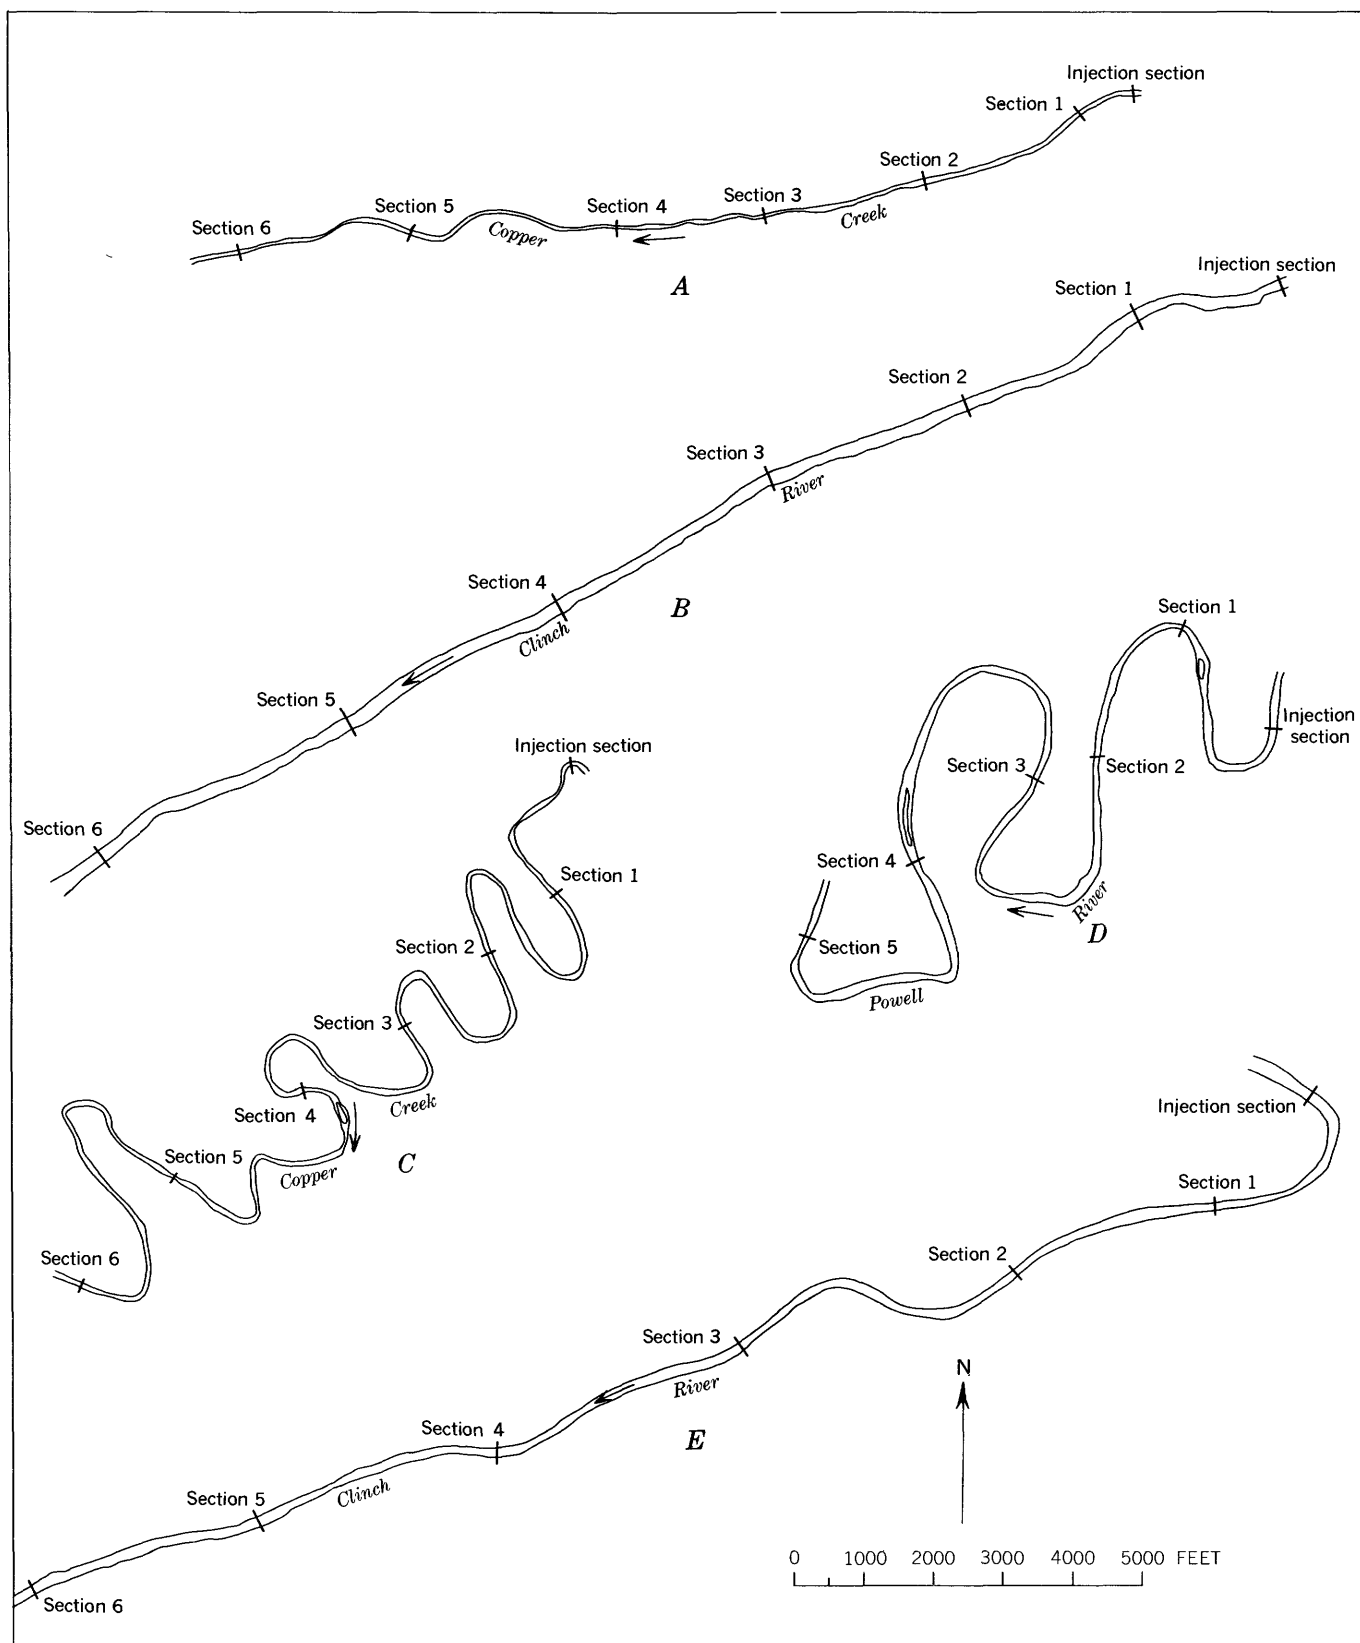 Injection section
Section 1
Section 2
Section 3
Section 4
Section 5
Section 6
Copper
Creek
A
Injection section
Section 1
Section 2
Section 3
River
Section 4
Clinch
B
Section 5
Section 6
Section 1
Injection
section
Section 2
Section 3
Section 4
River
D
Section 5
Powell
Injection section
Section 1
Section 2
Section 3
Creek
Section 4
Section 5
Copper
C
Section 6
Injection section
Section 1
Section 2
Section 3
River
E
Section 4
Clinch
Section 5
Section 6
N
0 1000 2000 3000 4000 5000 FEET